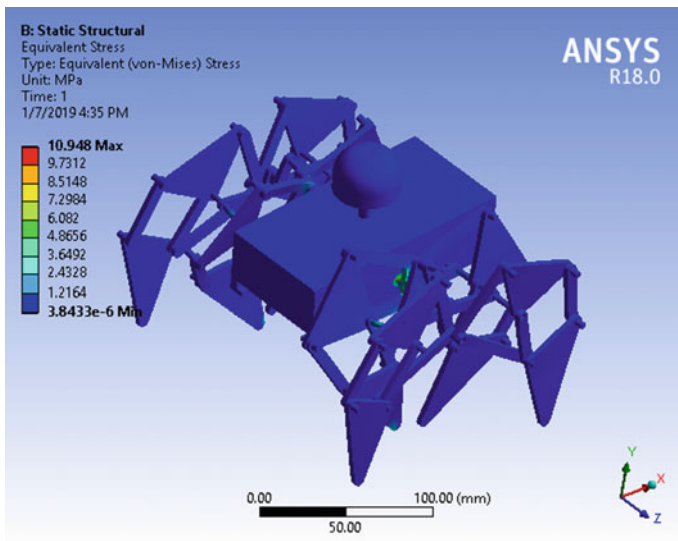 B: Static Structural
Equivalent Stress
Type: Equivalent (von-Mises) Stress
Unit: MPa
Time: 1
1/7/2019 4:35 PM
ANSYS
R18.0
10.948 Max
9.7312
8.5148
7.2984
6.082
4.8656
3.6492
2.4328
1.2164
3.8433e-6 Min
0.00
100.00 (mm)
50.00
Y
X
Z